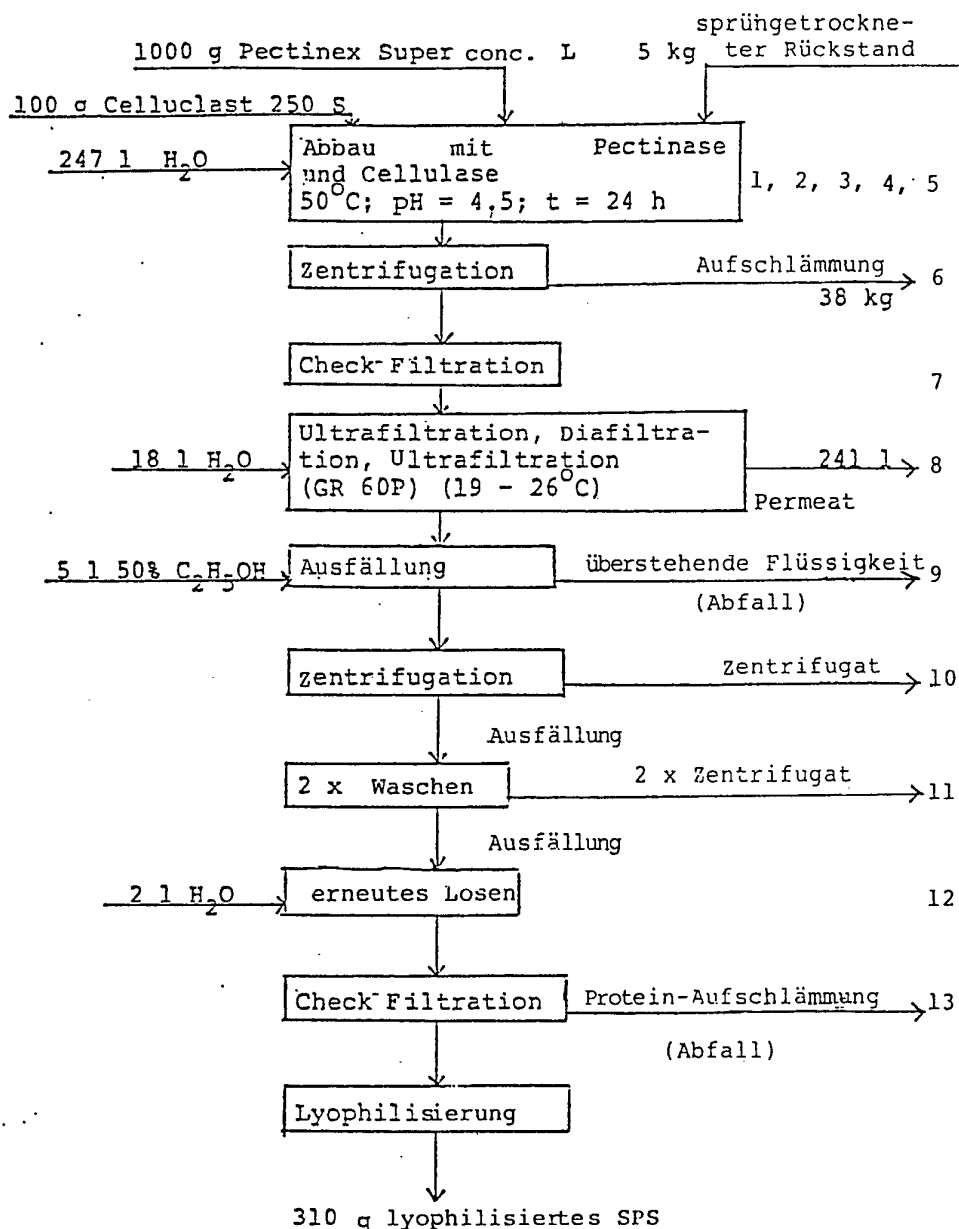 sprühgetrockne-
1000 g Pectinex Super conc. L 5 kg ter Rückstand
100 g Celluclast 250 S
247 l H2O
Abbau mit Pectinase
und Cellulase
50°C; pH = 4,5; t = 24 h
1, 2, 3, 4, 5
Zentrifugation
Aufschlämmung
38 kg
6
Check-Filtration
7
18 l H2O
Ultrafiltration, Diafiltra-
tion, Ultrafiltration
(GR 60P) (19 - 26°C)
241 l
Permeat
8
5 l 50% C2H5OH
Ausfällung
überstehende Flüssigkeit
(Abfall)
9
Zentrifugation
Zentrifugat
10
Ausfällung
2 x Waschen
2 x Zentrifugat
11
Ausfällung
2 l H2O
erneutes Losen
12
Check-Filtration
Protein-Aufschlämmung
(Abfall)
13
Lyophilisierung
310 g lyophilisiertes SPS